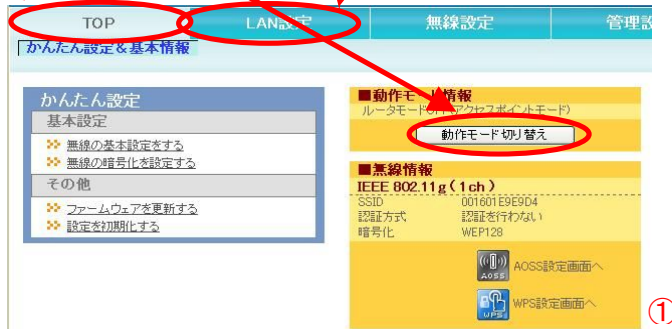 TOP
LAN設定
無線設定
管理設
かんたん設定&基本情報
かんたん設定
基本設定
無線の基本設定をする
無線の暗号化を設定する
その他
ファームウェアを更新する
設定を初期化する
■動作モード情報
ルータモードOFF(アクセスポイントモード)
動作モード切り替え
■無線情報
IEEE 802.11g(1ch)
SSID 001601E9E9D4
認証方式 認証を行わない
暗号化 WEP128
AOSS
AOSS設定画面へ
WPS
WPS設定画面へ
①